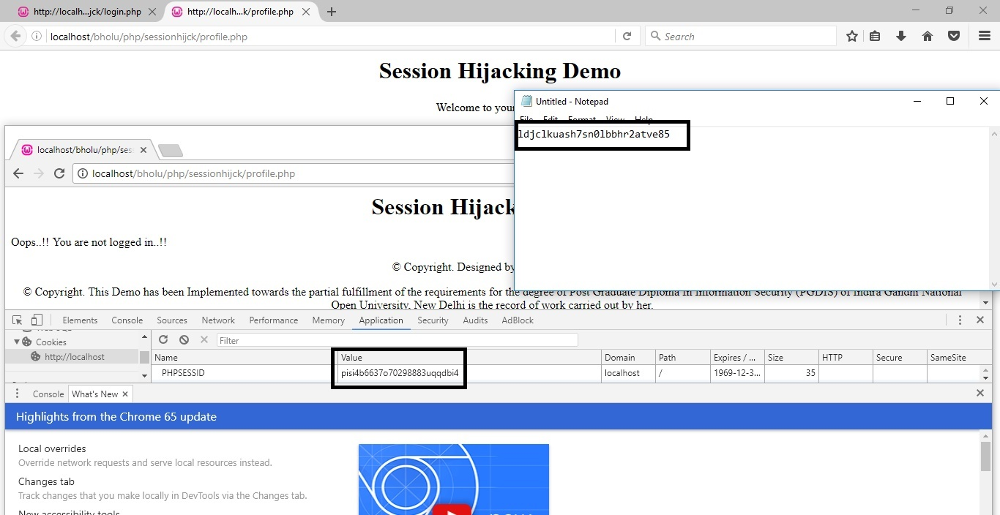 http://localh...jck/login.php
http://localh...k/profile.php
localhost/bholu/php/sessionhijck/profile.php
Search
Session Hijacking Demo
Welcome to your
Untitled - Notepad
File Edit Format View Help
ldjclkuash7sn0lbbhr2atve85
localhost/bholu/php/ses
localhost/bholu/php/sessionhijck/profile.php
Session Hijack
Oops..!! You are not logged in..!!
© Copyright. Designed by
© Copyright. This Demo has been Implemented towards the partial fulfillment of the requirements for the degree of Post Graduate Diploma in Information Security (PGDIS) of Indira Gandhi National
Open University, New Delhi is the record of work carried out by her.
Elements Console Sources Network Performance Memory Application Security Audits AdBlock
Cookies
http://localhost
Filter
Name Value Domain Path Expires / ... Size HTTP Secure SameSite
PHPSESSID pisi4b6637o70298883uqqdbi4 localhost / 1969-12-3... 35
Console What's New
Highlights from the Chrome 65 update
Local overrides
Override network requests and serve local resources instead.
Changes tab
Track changes that you make locally in DevTools via the Changes tab.
New accessibility tools